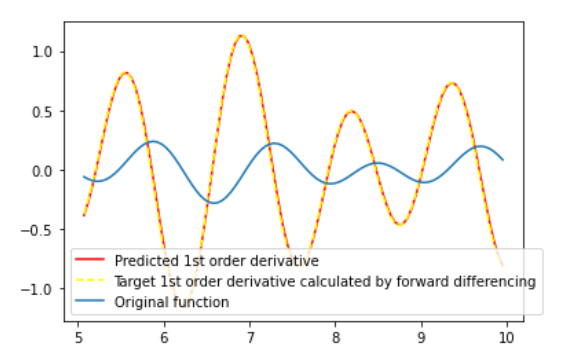 1.0
0.5
0.0
−0.5
−1.0
Predicted 1st order derivative
Target 1st order derivative calculated by forward differencing
Original function
5 6 7 8 9 10